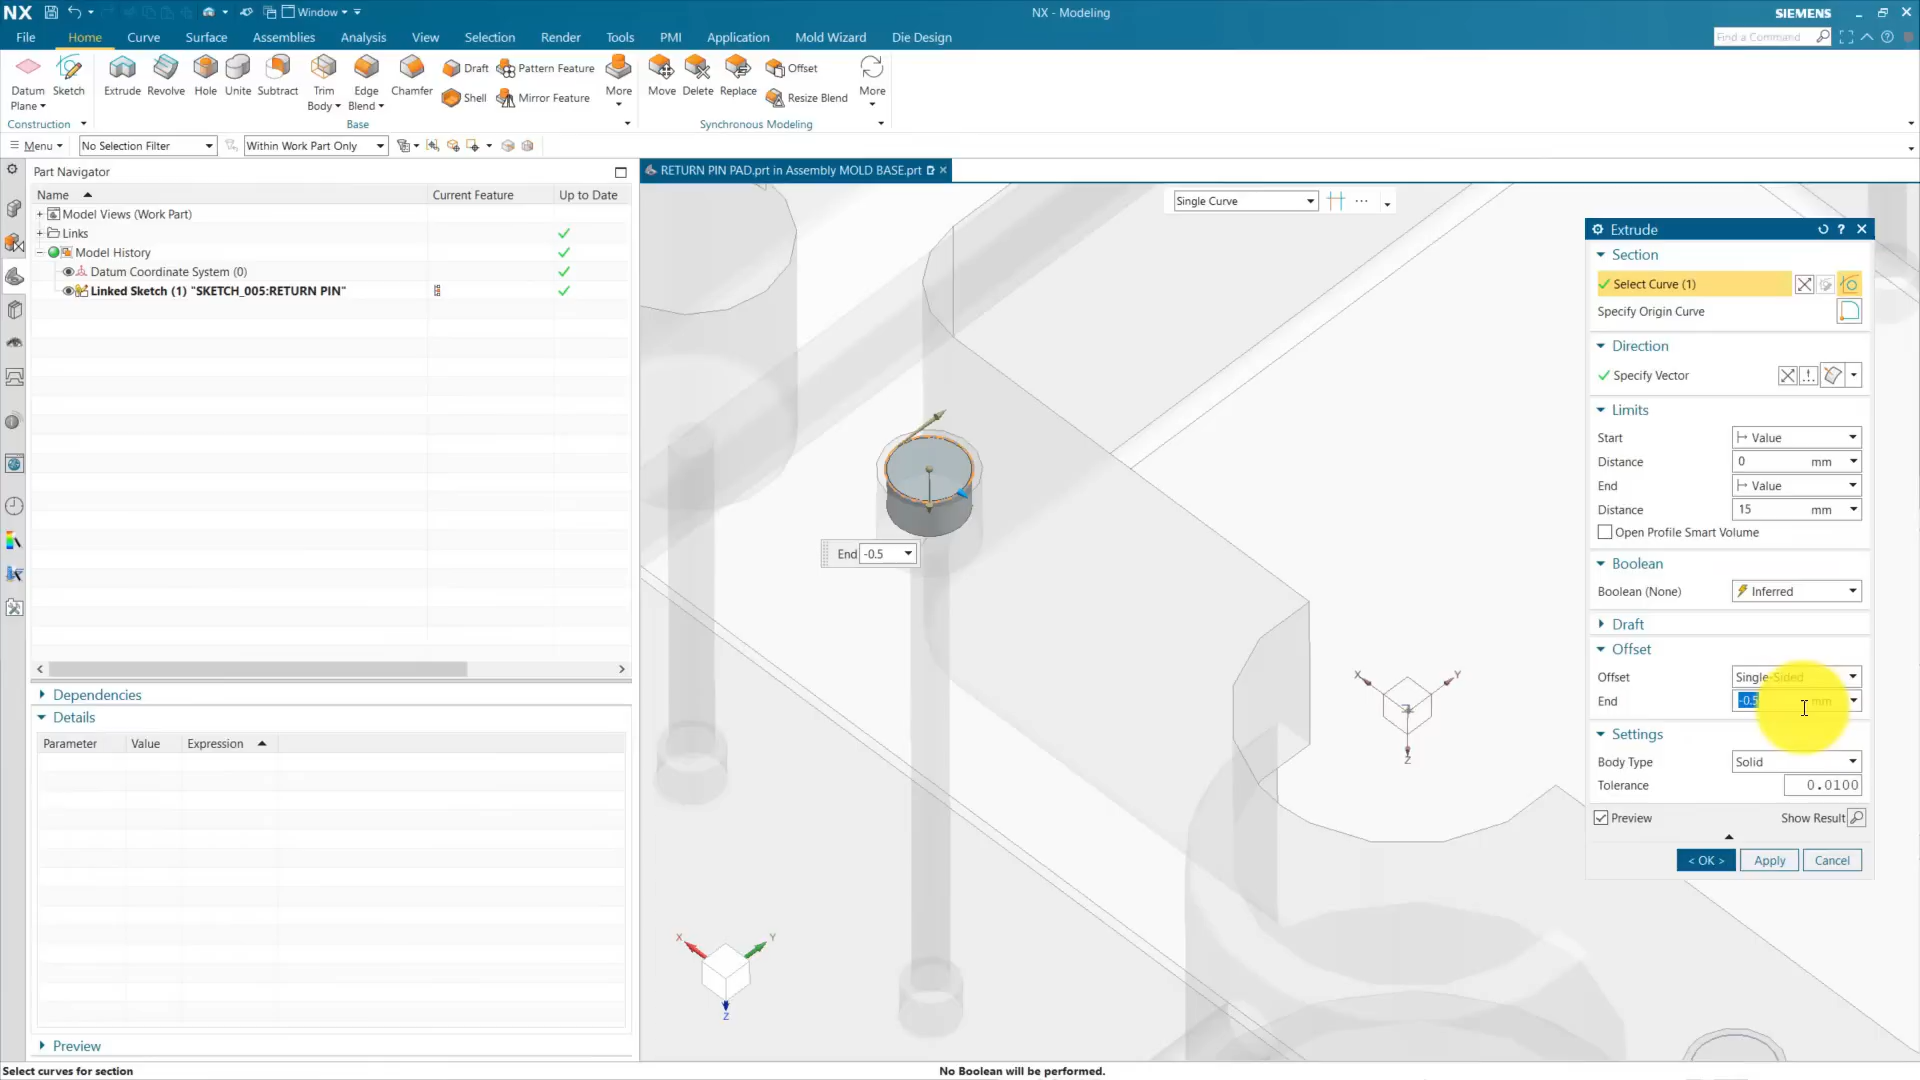 NX
Window
NX - Modeling
SIEMENS
File
Home
Curve
Surface
Assemblies
Analysis
View
Selection
Render
Tools
PMI
Application
Mold Wizard
Die Design
Find a Command
Datum Plane
Sketch
Extrude
Revolve
Hole
Unite
Subtract
Trim Body
Edge Blend
Chamfer
Draft
Shell
Pattern Feature
Mirror Feature
More
Move
Delete
Replace
Offset
Resize Blend
More
Construction
Base
Synchronous Modeling
Menu
No Selection Filter
Within Work Part Only
Part Navigator
RETURN PIN PAD.prt in Assembly MOLD BASE.prt
Name
Current Feature
Up to Date
Model Views (Work Part)
Links
Model History
Datum Coordinate System (0)
Linked Sketch (1) "SKETCH_005:RETURN PIN"
Dependencies
Details
Parameter
Value
Expression
Preview
Single Curve
End -0.5
X
Y
Z
X
Y
Z
Extrude
Section
Select Curve (1)
Specify Origin Curve
Direction
Specify Vector
Limits
Start Value
Distance 0 mm
End Value
Distance 15 mm
Open Profile Smart Volume
Boolean
Boolean (None) Inferred
Draft
Offset
Offset Single-Sided
End -0.5 mm
Settings
Body Type Solid
Tolerance 0.0100
Preview Show Result
< OK > Apply Cancel
Select curves for section
No Boolean will be performed.